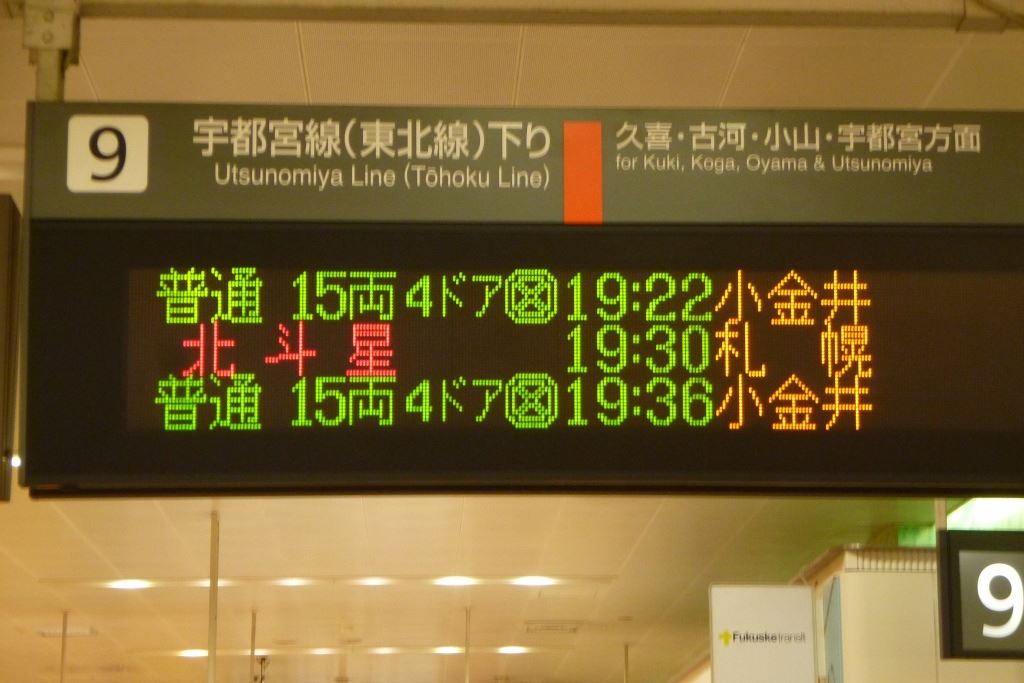 9
宇都宮線(東北線)下り
Utsunomiya Line (Tōhoku Line)
久喜・古河・小山・宇都宮方面
for Kuki, Koga, Oyama & Utsunomiya
普通 15両4ドア 19:22 小金井
北斗星 19:30 札幌
普通 15両4ドア 19:36 小金井
Fukuske transit
9